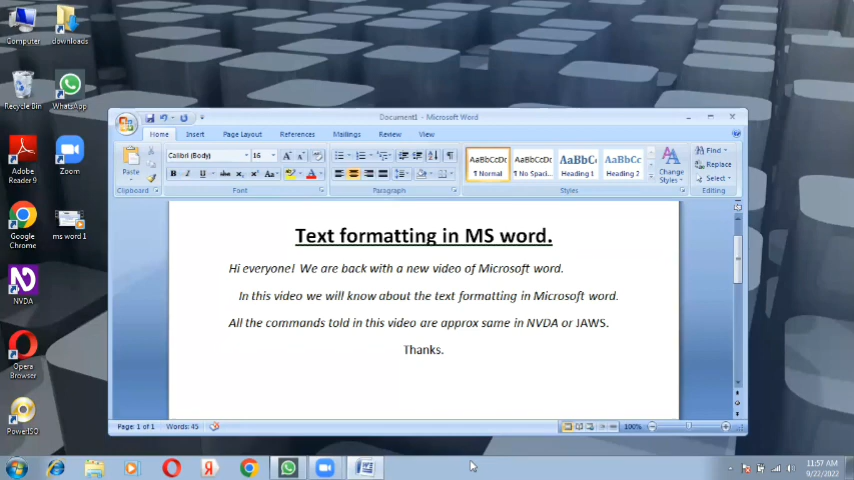 Computer
downloads
Recycle Bin
WhatsApp
Adobe
Reader 9
Zoom
Google
Chrome
ms word 1
NVDA
Opera
Browser
PowerISO
Document1 - Microsoft Word
Home Insert Page Layout References Mailings Review View
Paste
Calibri (Body) 16
B I U abc x₂ x² Aa
AaBbCcDc AaBbCcDc AaBbCc AaBbCc
¶ Normal ¶ No Spaci... Heading 1 Heading 2
Change
Styles
Find
Replace
Select
Clipboard Font Paragraph Styles Editing
Text formatting in MS word.
Hi everyone! We are back with a new video of Microsoft word.
In this video we will know about the text formatting in Microsoft word.
All the commands told in this video are approx same in NVDA or JAWS.
Thanks.
Page: 1 of 1 Words: 45 100%
11:57 AM
9/22/2022